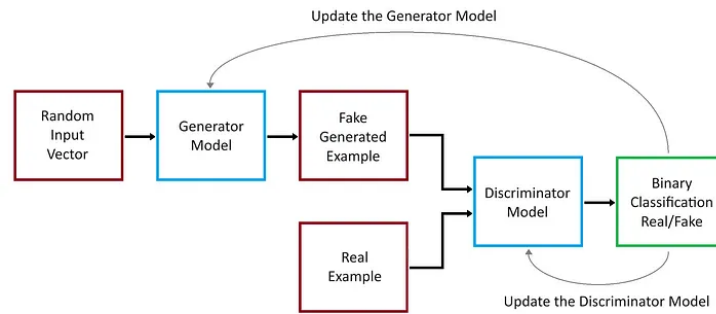 Update the Generator Model
Random
Input
Vector
Generator
Model
Fake
Generated
Example
Discriminator
Model
Binary
Classification
Real/Fake
Real
Example
Update the Discriminator Model